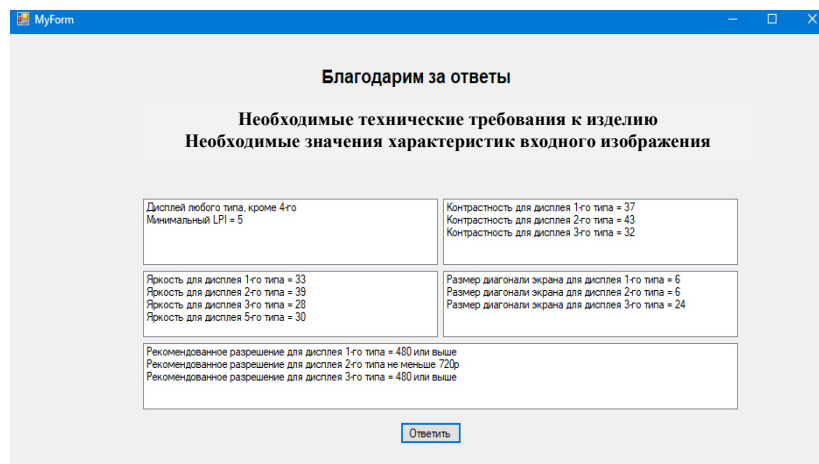 MyForm
Благодарим за ответы
Необходимые технические требования к изделию
Необходимые значения характеристик входного изображения
Дисплей любого типа, кроме 4-го
Минимальный LPI = 5
Контрастность для дисплея 1-го типа = 37
Контрастность для дисплея 2-го типа = 43
Контрастность для дисплея 3-го типа = 32
Яркость для дисплея 1-го типа = 33
Яркость для дисплея 2-го типа = 39
Яркость для дисплея 3-го типа = 28
Яркость для дисплея 5-го типа = 30
Размер диагонали экрана для дисплея 1-го типа = 6
Размер диагонали экрана для дисплея 2-го типа = 6
Размер диагонали экрана для дисплея 3-го типа = 24
Рекомендованное разрешение для дисплея 1-го типа = 480 или выше
Рекомендованное разрешение для дисплея 2-го типа не меньше 720p
Рекомендованное разрешение для дисплея 3-го типа = 480 или выше
Ответить